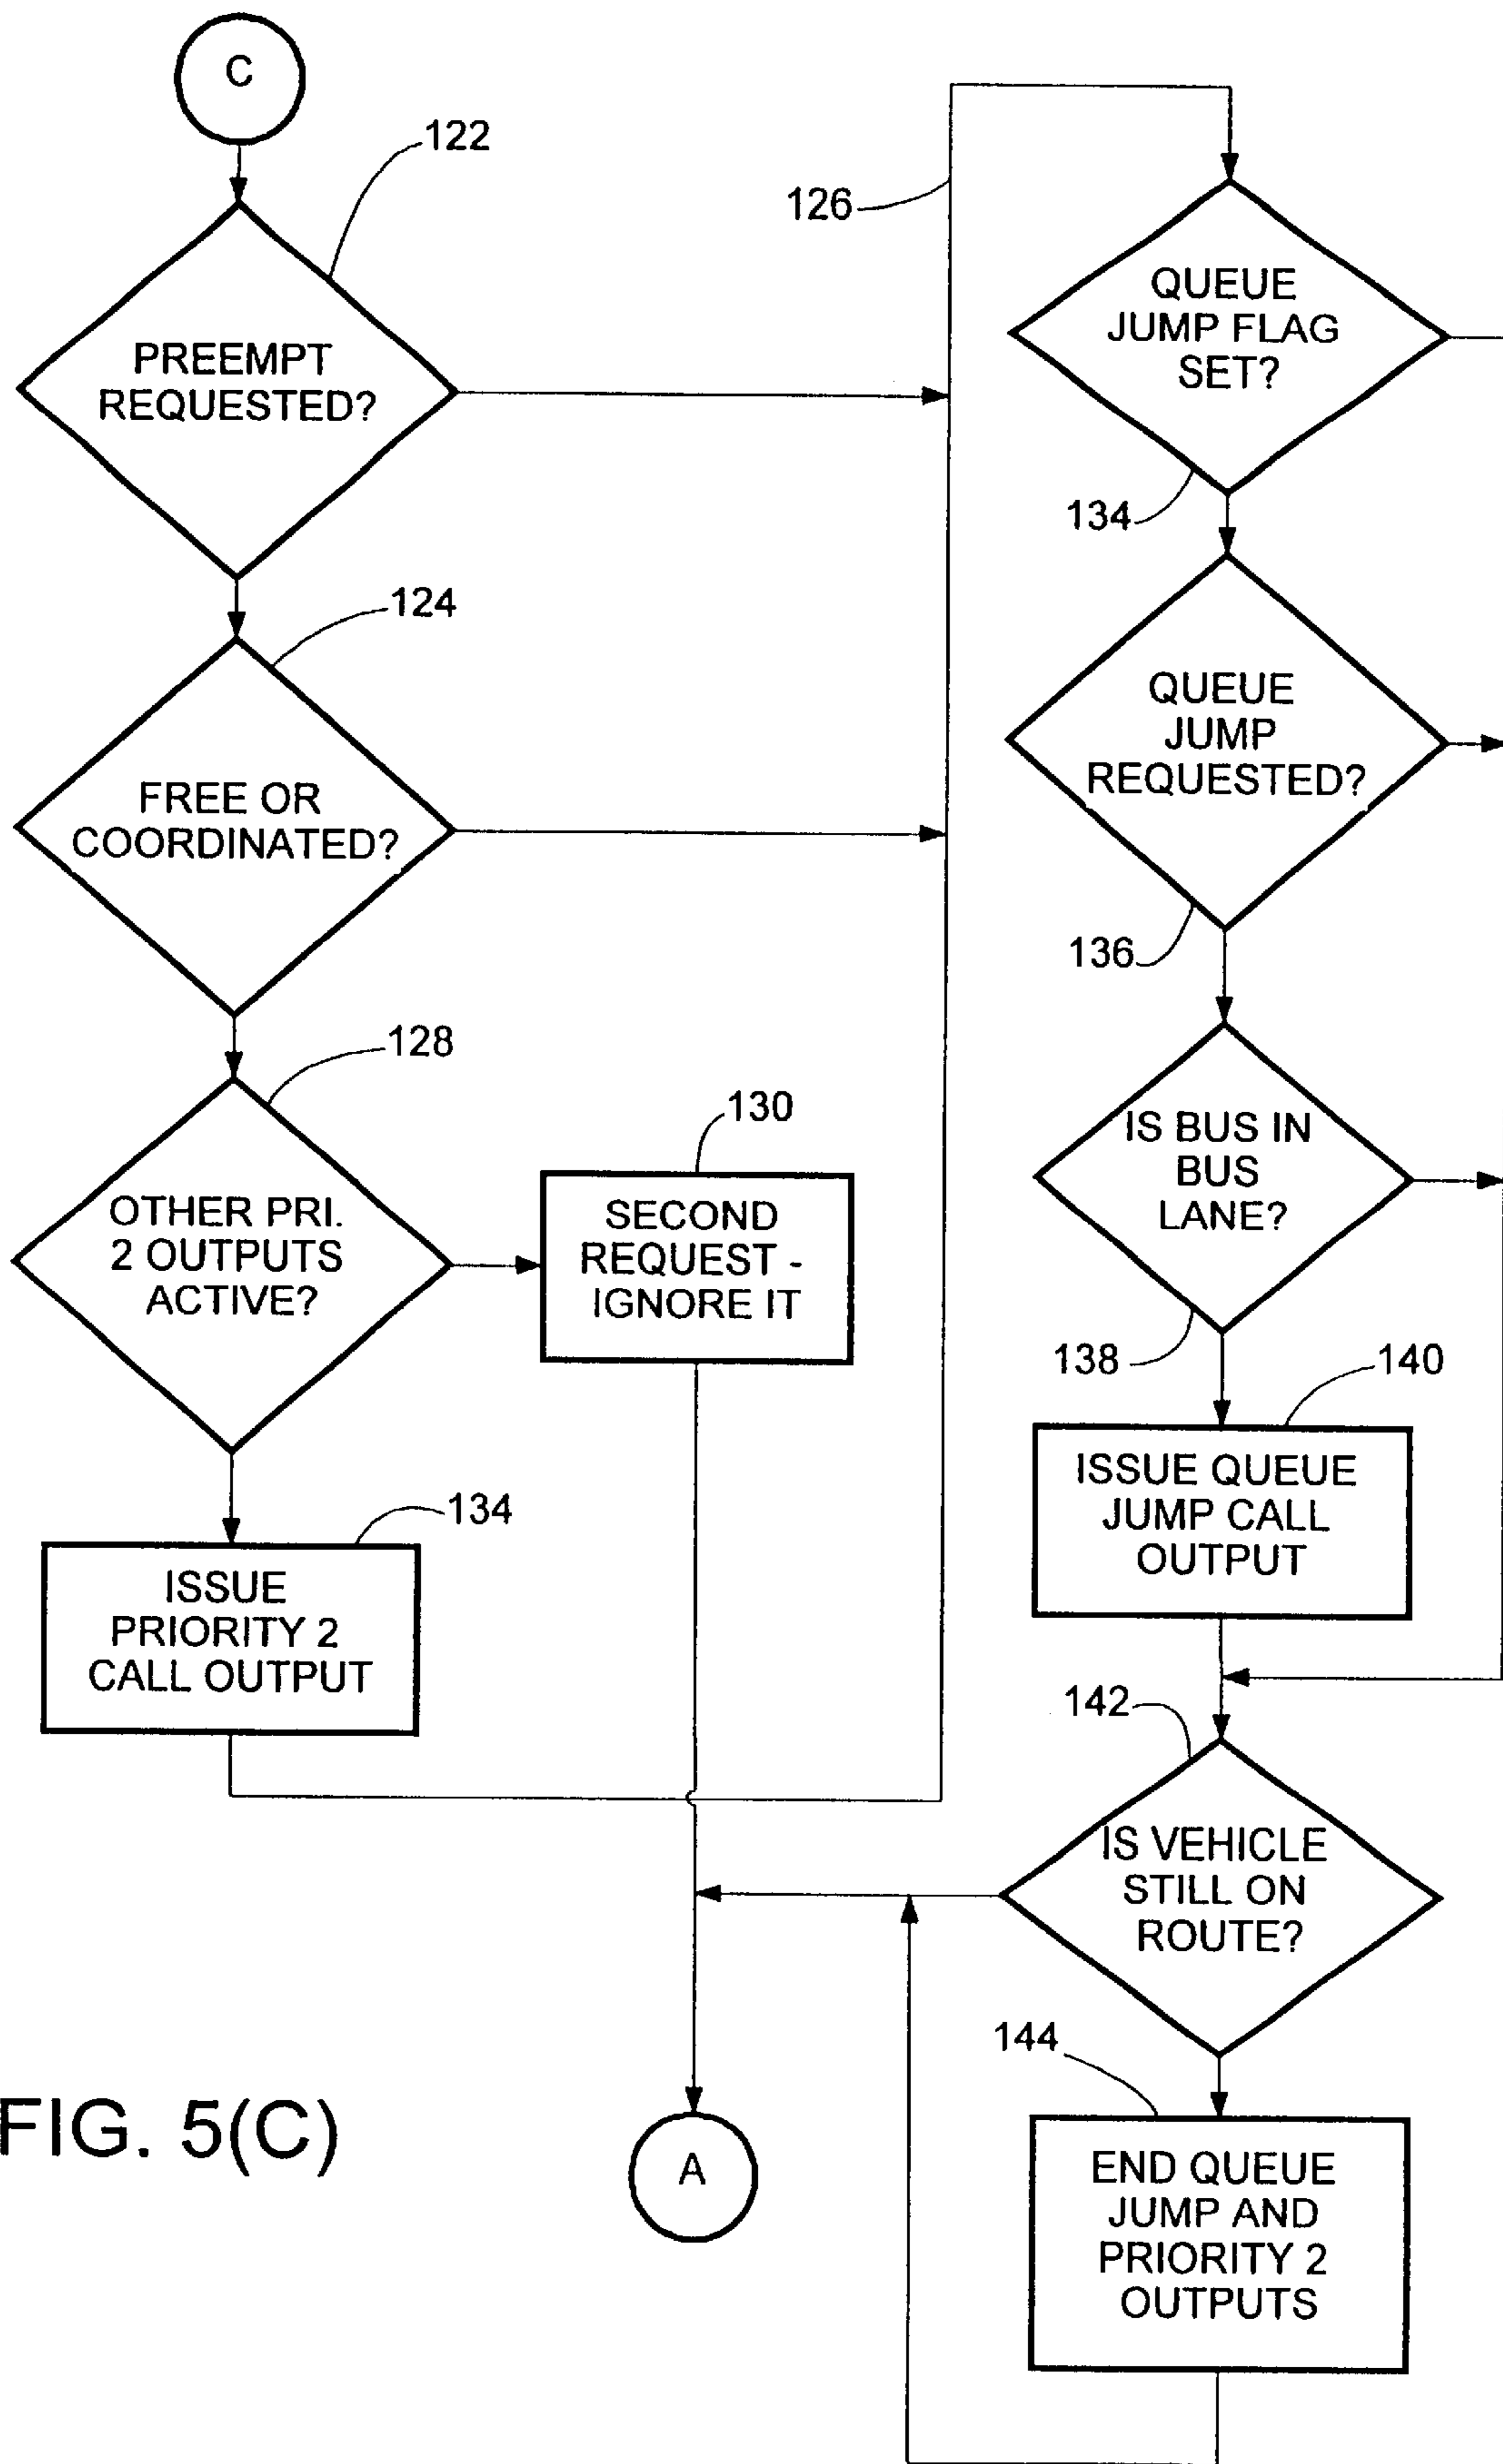 C
122
PREEMPT
REQUESTED?
124
FREE OR
COORDINATED?
128
OTHER PRI.
2 OUTPUTS
ACTIVE?
130
SECOND
REQUEST -
IGNORE IT
134
ISSUE
PRIORITY 2
CALL OUTPUT
126
QUEUE
JUMP FLAG
SET?
134
QUEUE
JUMP
REQUESTED?
136
IS BUS IN
BUS
LANE?
138
140
ISSUE QUEUE
JUMP CALL
OUTPUT
142
IS VEHICLE
STILL ON
ROUTE?
144
END QUEUE
JUMP AND
PRIORITY 2
OUTPUTS
A
FIG. 5(C)